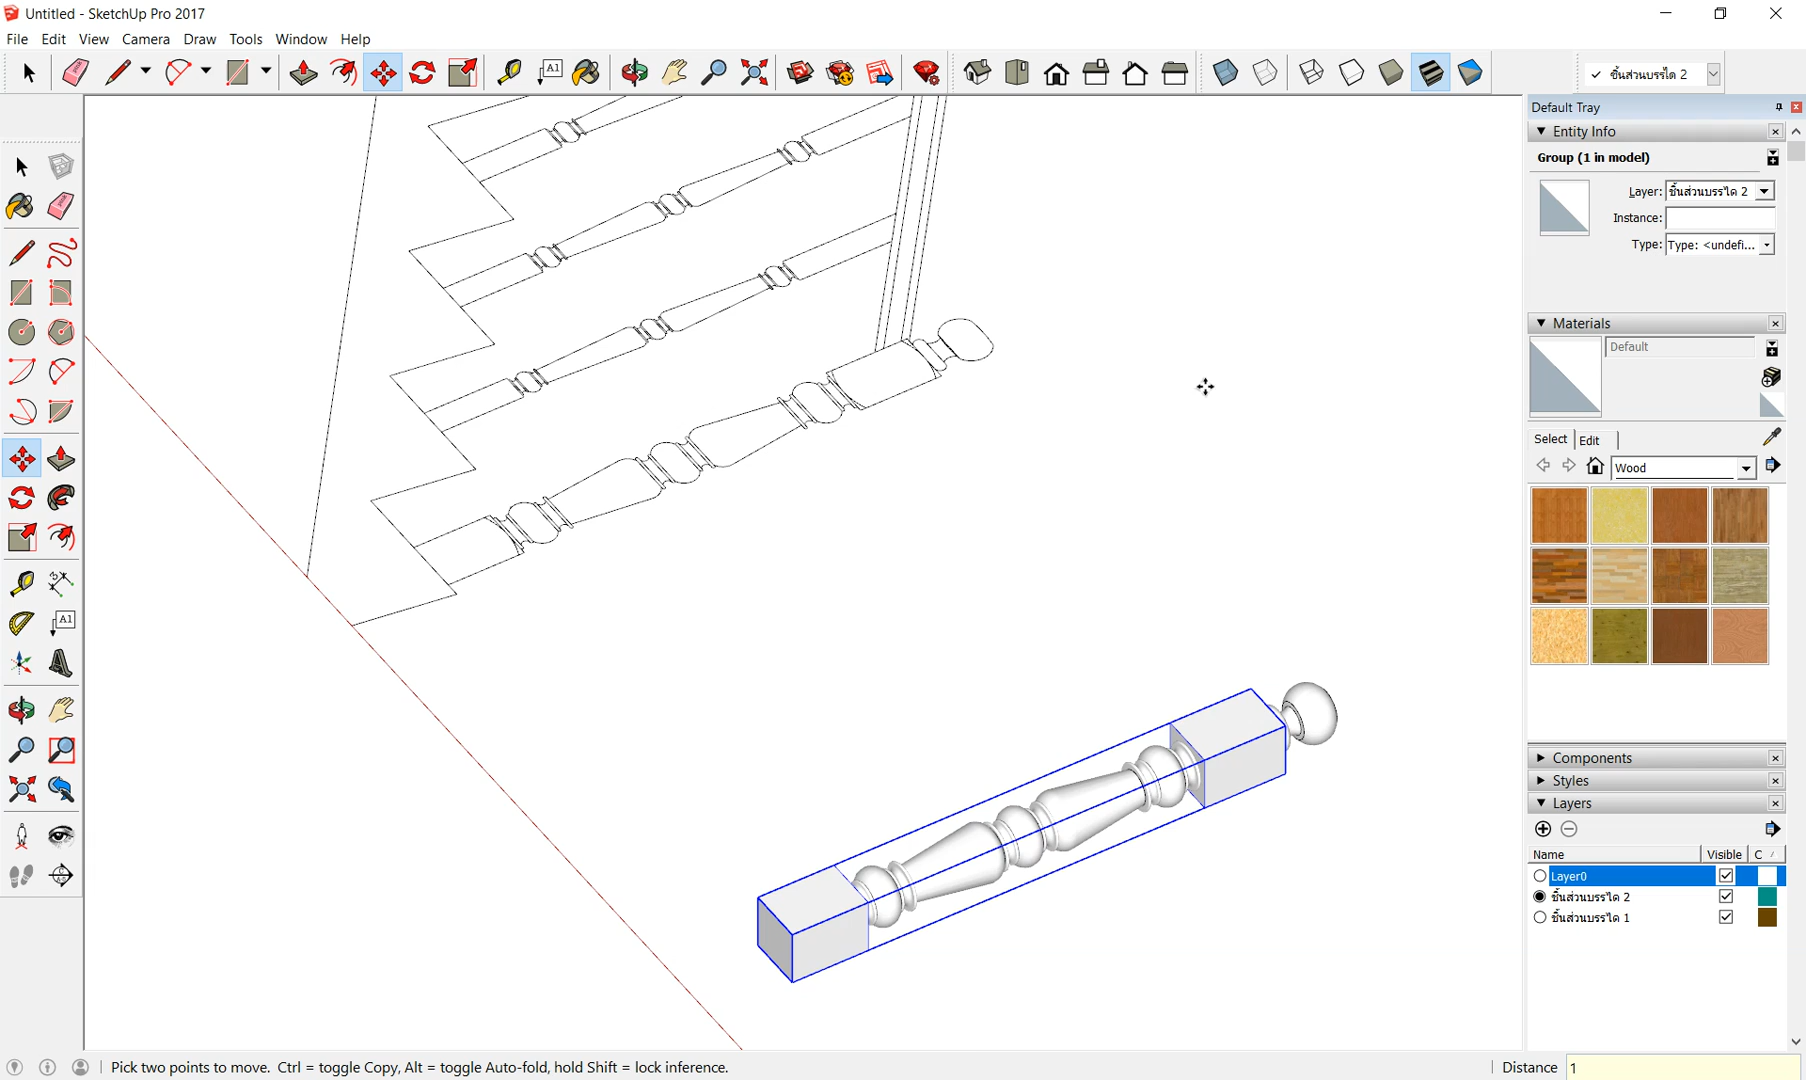 Untitled - SketchUp Pro 2017
File Edit View Camera Draw Tools Window Help
A1
✓ ชิ้นส่วนบรรได 2
Default Tray
Entity Info
Group (1 in model)
Layer: ชิ้นส่วนบรรได 2
Instance:
Type: Type: <undefi...
Materials
Default
Select Edit
Wood
A1
Components
Styles
Layers
Name Visible C
Layer0
ชิ้นส่วนบรรได 2
ชิ้นส่วนบรรได 1
Pick two points to move. Ctrl = toggle Copy, Alt = toggle Auto-fold, hold Shift = lock inference.
Distance 1